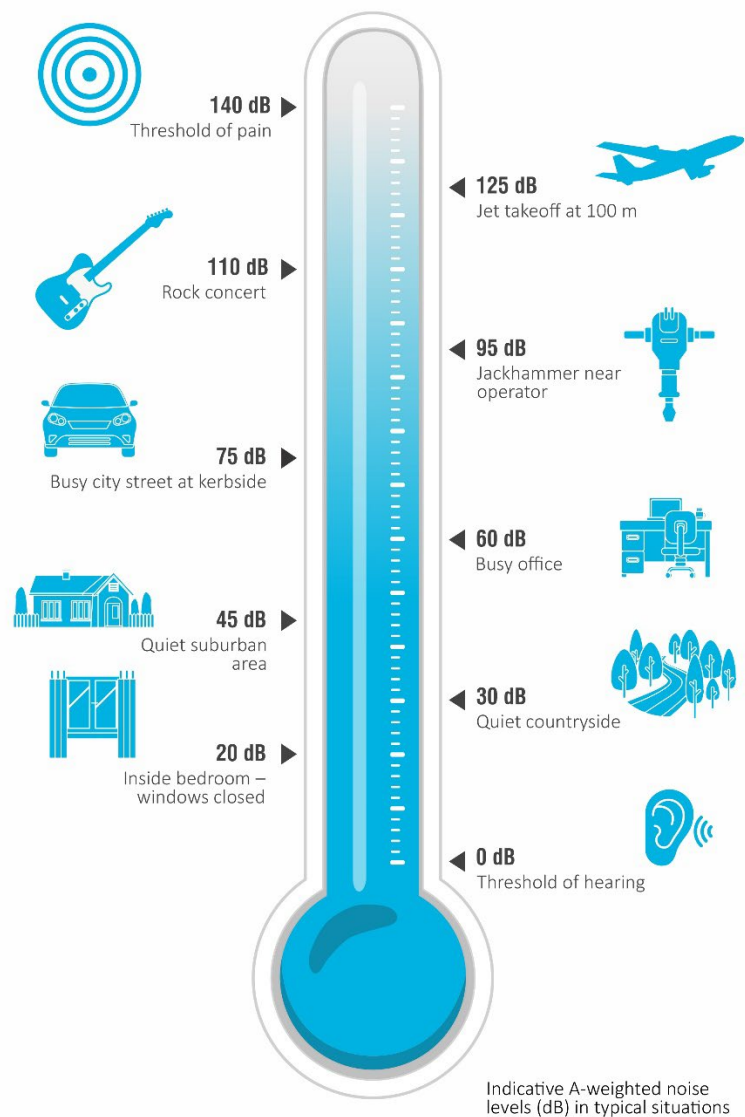 140 dB
Threshold of pain
125 dB
Jet takeoff at 100 m
110 dB
Rock concert
95 dB
Jackhammer near
operator
75 dB
Busy city street at kerbside
60 dB
Busy office
45 dB
Quiet suburban
area
30 dB
Quiet countryside
20 dB
Inside bedroom –
windows closed
0 dB
Threshold of hearing
Indicative A-weighted noise
levels (dB) in typical situations